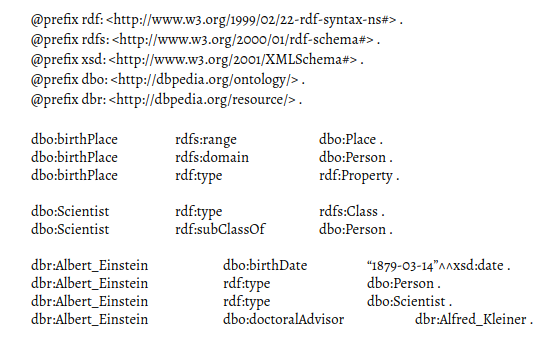 @prefix rdf: <http://www.w3.org/1999/02/22-rdf-syntax-ns#> .
@prefix rdfs: <http://www.w3.org/2000/01/rdf-schema#> .
@prefix xsd: <http://www.w3.org/2001/XMLSchema#> .
@prefix dbo: <http://dbpedia.org/ontology/> .
@prefix dbr: <http://dbpedia.org/resource/> .
dbo:birthPlace rdfs:range dbo:Place .
dbo:birthPlace rdfs:domain dbo:Person .
dbo:birthPlace rdf:type rdf:Property .
dbo:Scientist rdf:type rdfs:Class .
dbo:Scientist rdf:subClassOf dbo:Person .
dbr:Albert_Einstein dbo:birthDate “1879-03-14”^^xsd:date .
dbr:Albert_Einstein rdf:type dbo:Person .
dbr:Albert_Einstein rdf:type dbo:Scientist .
dbr:Albert_Einstein dbo:doctoralAdvisor dbr:Alfred_Kleiner .